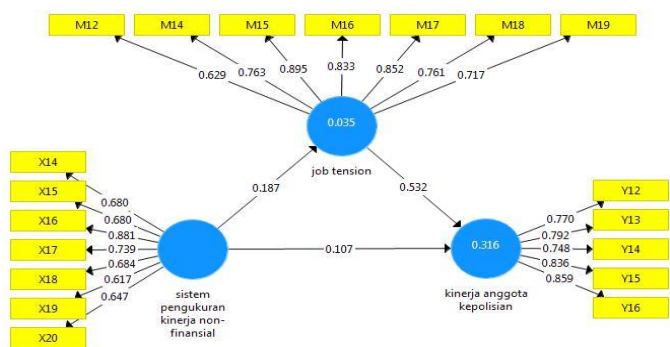 M12 M14 M15 M16 M17 M18 M19
0.629 0.763 0.895 0.833 0.852 0.761 0.717
0.035
job tension
0.187
0.532
X14
X15
X16
X17
X18
X19
X20
0.680
0.680
0.881
0.739
0.684
0.617
0.647
sistem
pengukuran
kinerja non-
finansial
0.107
0.316
kinerja anggota
kepolisian
0.770
0.792
0.748
0.836
0.859
Y12
Y13
Y14
Y15
Y16